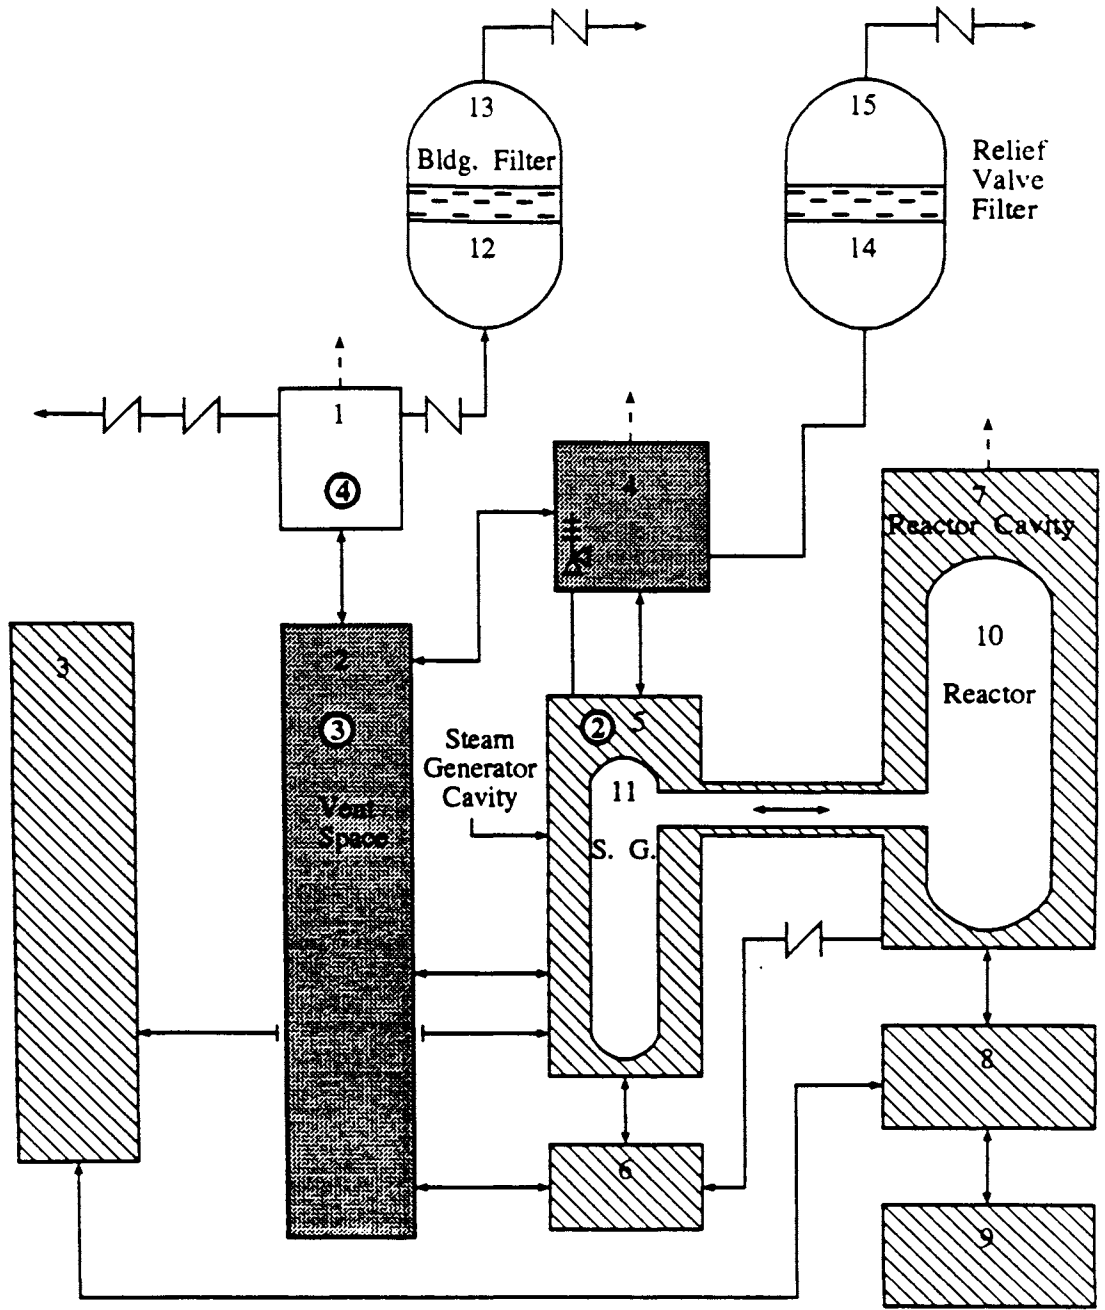 13
Bldg. Filter
12
15
Relief
Valve
Filter
14
1
4
4
7
Reactor Cavity
10
Reactor
3
2
3
Vent
Space
Steam
Generator
Cavity
2 5
11
S. G.
6
8
9